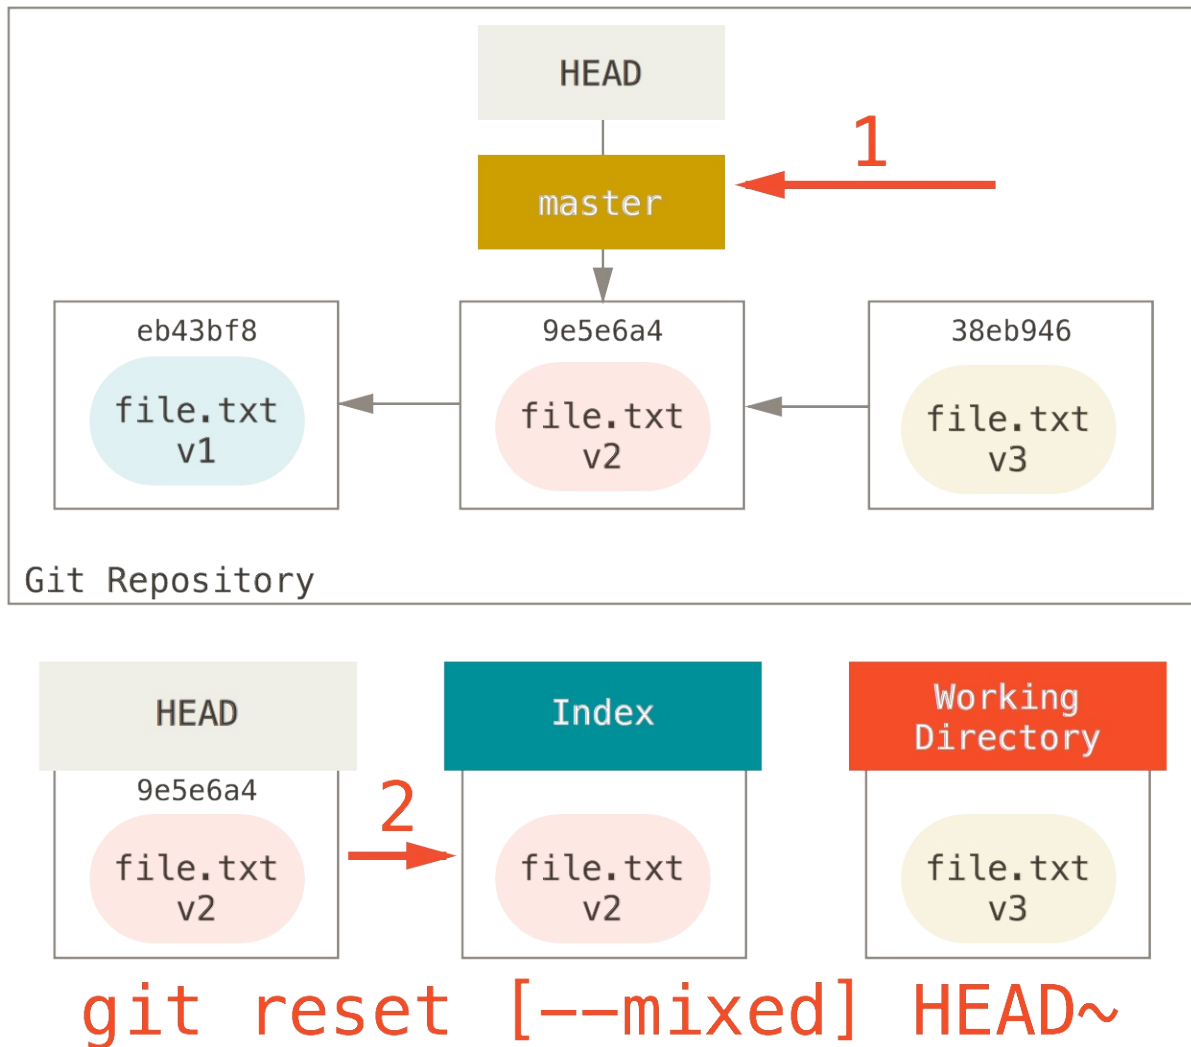 HEAD
1
master
eb43bf8
9e5e6a4
38eb946
file.txt
v1
file.txt
v2
file.txt
v3
Git Repository
HEAD
Index
Working
Directory
9e5e6a4
2
file.txt
v2
file.txt
v2
file.txt
v3
git reset [--mixed] HEAD~